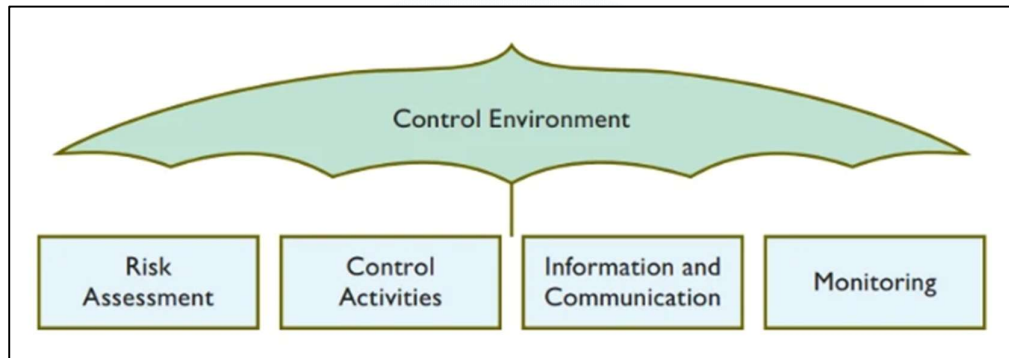 Control Environment
Risk
Assessment
Control
Activities
Information and
Communication
Monitoring